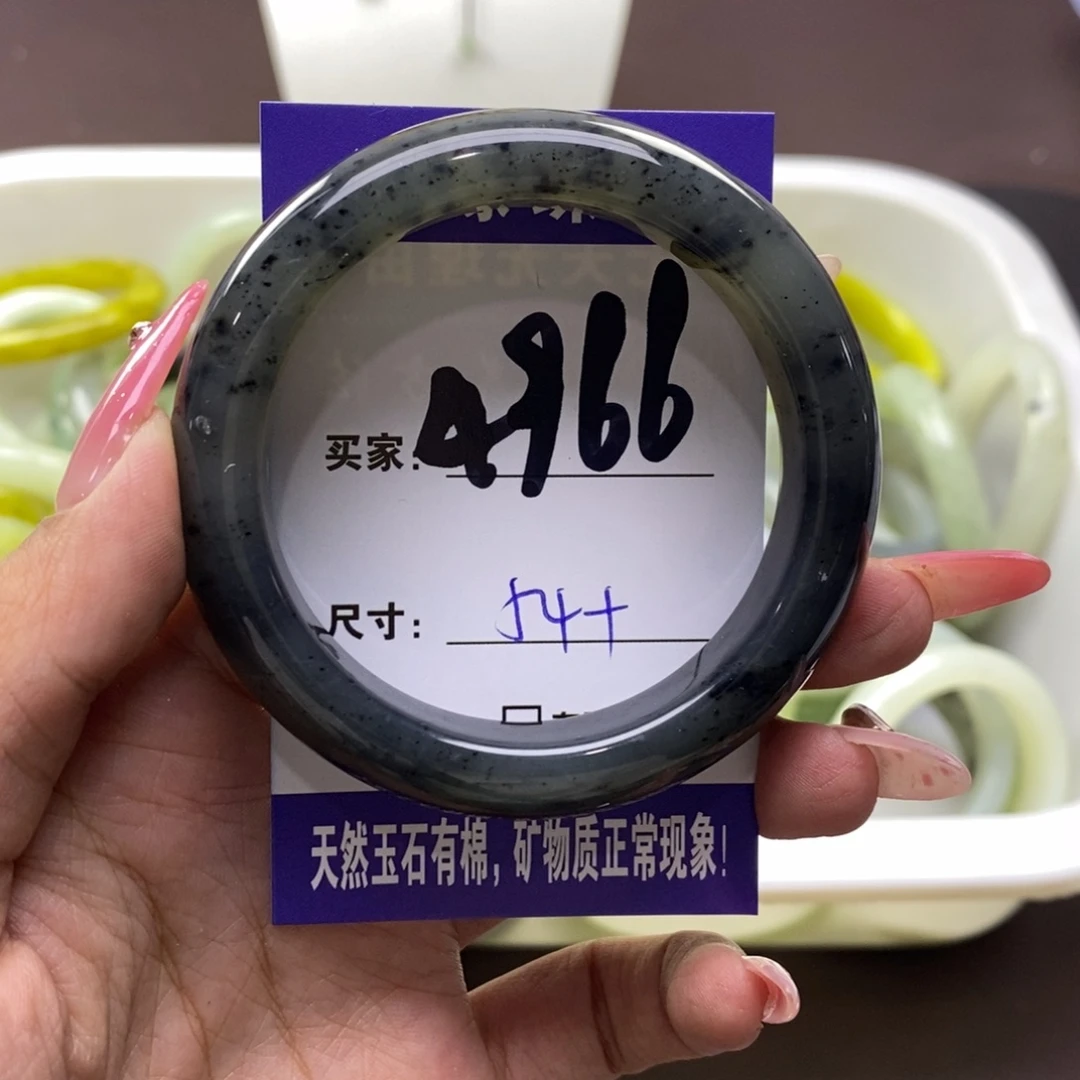 买家: 4966
尺寸: 54+
天然玉石有棉, 矿物质正常现象!